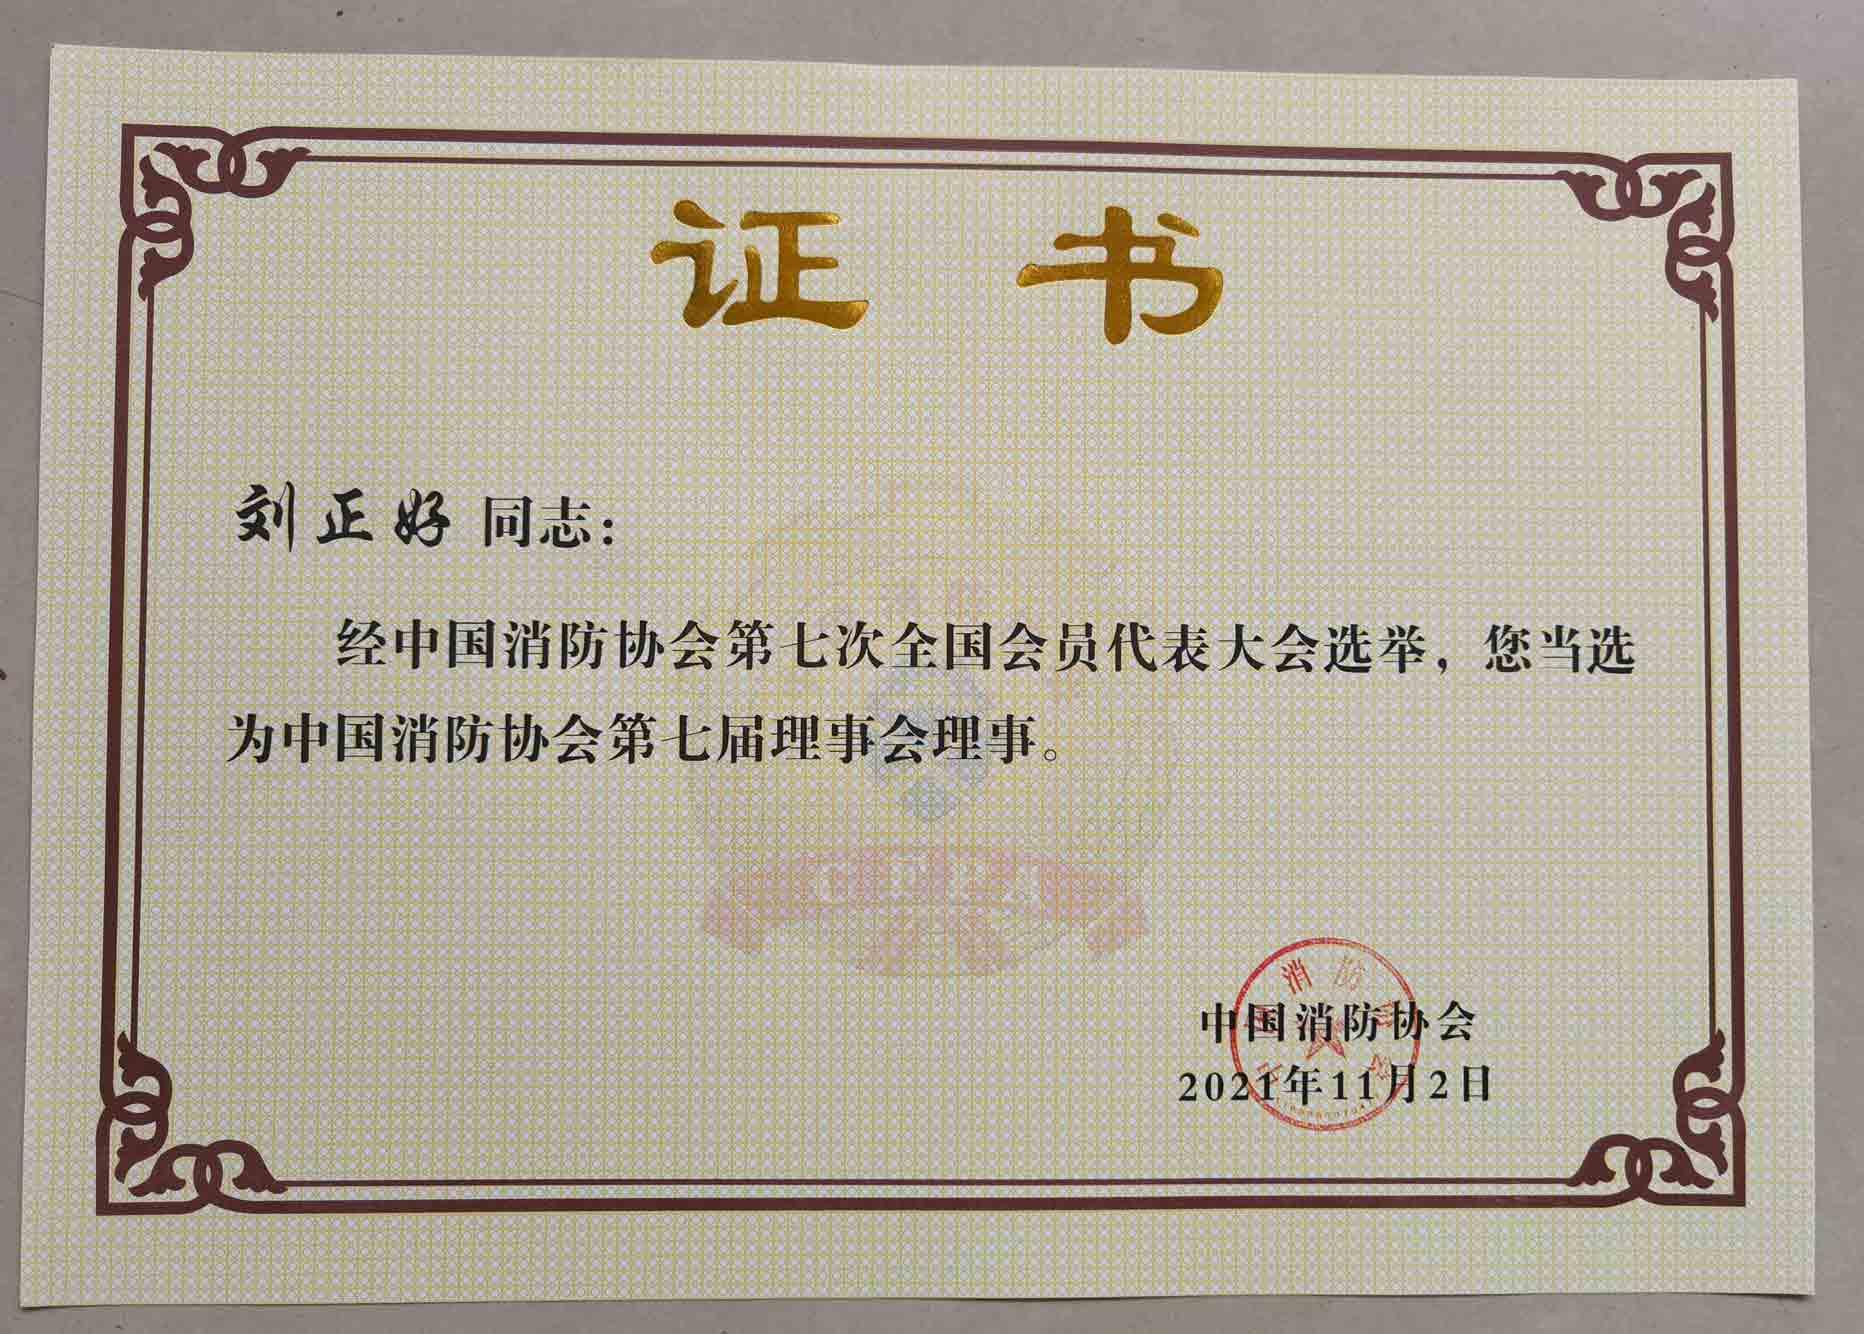 证 书
刘正好 同志：
经中国消防协会第七次全国会员代表大会选举，您当选
为中国消防协会第七届理事会理事。
CFPA
中国消防协会
2021年11月2日